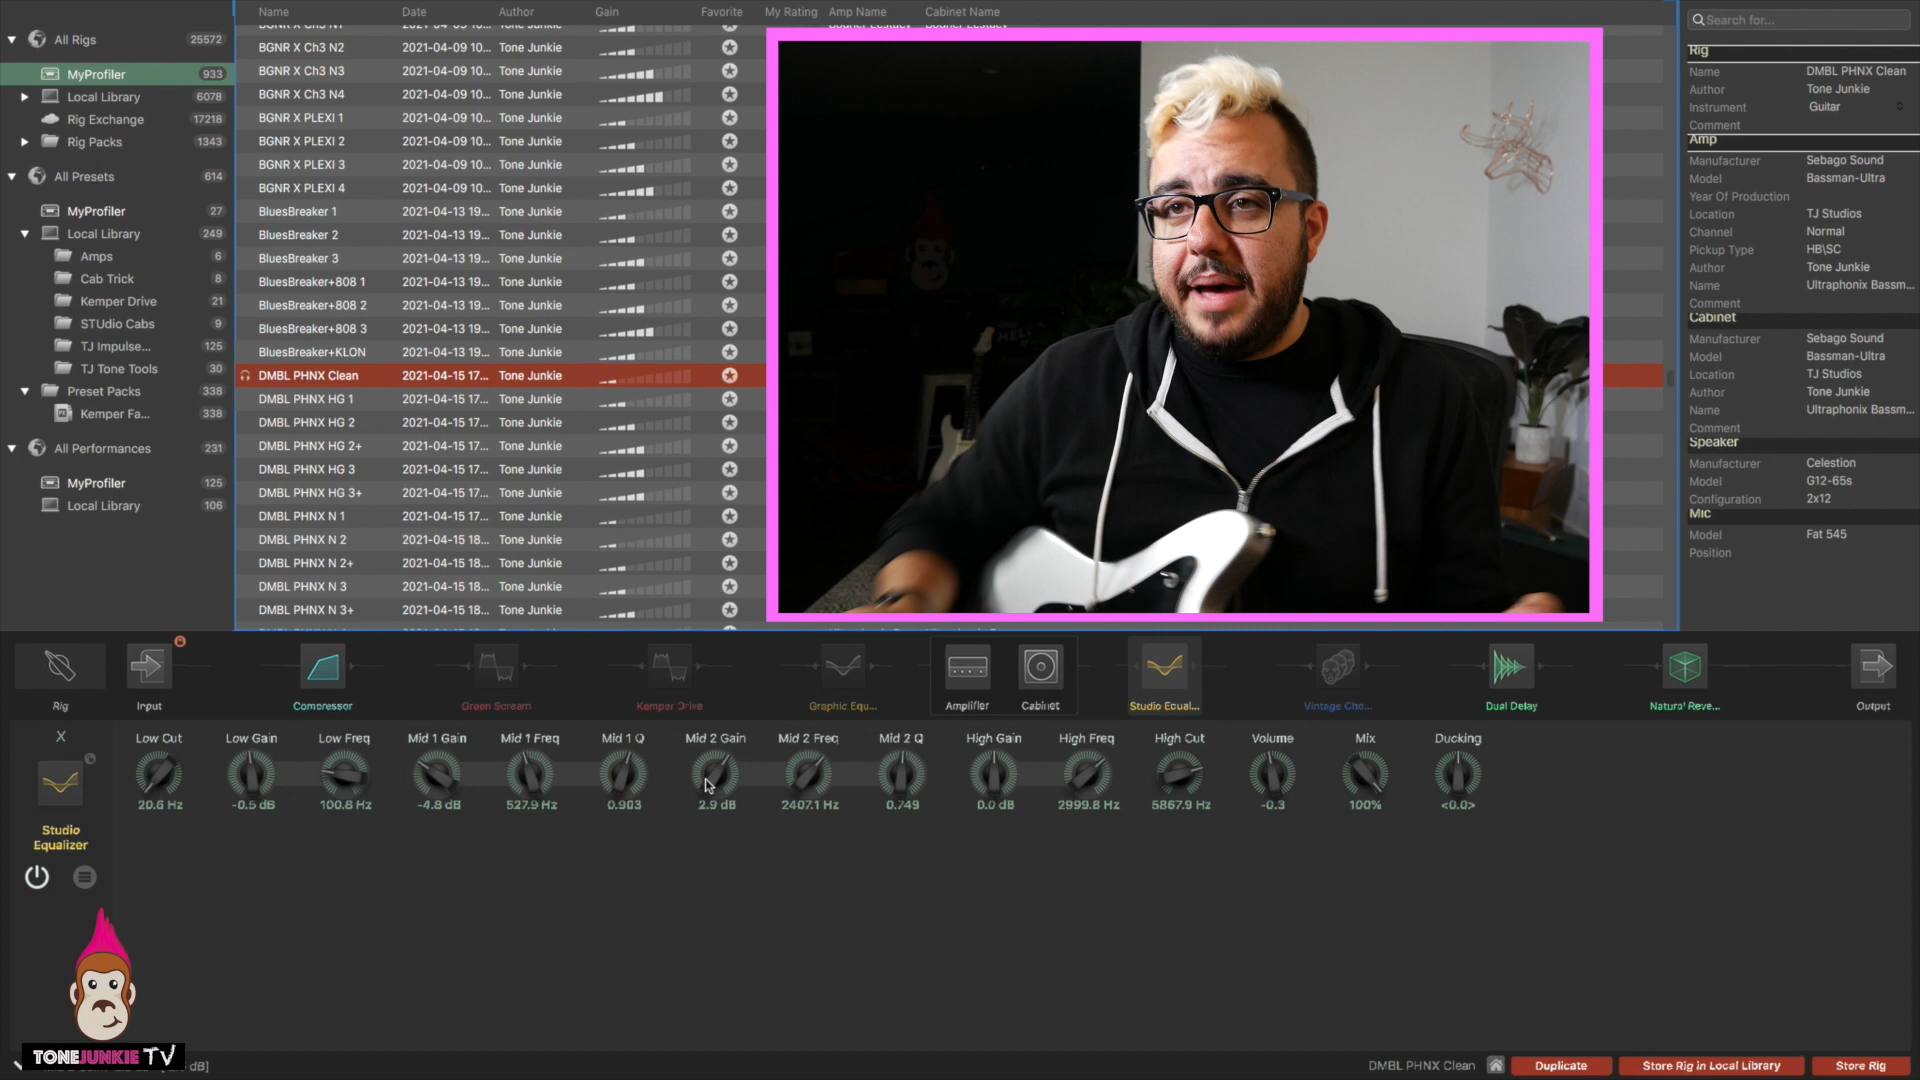 Name Date Author Gain Favorite My Rating Amp Name Cabinet Name
Search for...
All Rigs 25572
MyProfiler 933
Local Library 6078
Rig Exchange 17218
Rig Packs 1343
All Presets 614
MyProfiler 27
Local Library 249
Amps 6
Cab Trick 8
Kemper Drive 21
STUdio Cabs 9
TJ Impulse... 125
TJ Tone Tools 30
Preset Packs 338
Kemper Fa... 338
All Performances 231
MyProfiler 125
Local Library 106
BGNR X Ch3 N2 2021-04-09 10... Tone Junkie
BGNR X Ch3 N3 2021-04-09 10... Tone Junkie
BGNR X Ch3 N4 2021-04-09 10... Tone Junkie
BGNR X PLEXI 1 2021-04-09 10... Tone Junkie
BGNR X PLEXI 2 2021-04-09 10... Tone Junkie
BGNR X PLEXI 3 2021-04-09 10... Tone Junkie
BGNR X PLEXI 4 2021-04-09 10... Tone Junkie
BluesBreaker 1 2021-04-13 19... Tone Junkie
BluesBreaker 2 2021-04-13 19... Tone Junkie
BluesBreaker 3 2021-04-13 19... Tone Junkie
BluesBreaker+808 1 2021-04-13 19... Tone Junkie
BluesBreaker+808 2 2021-04-13 19... Tone Junkie
BluesBreaker+808 3 2021-04-13 19... Tone Junkie
BluesBreaker+KLON 2021-04-13 19... Tone Junkie
DMBL PHNX Clean 2021-04-15 17... Tone Junkie
DMBL PHNX HG 1 2021-04-15 17... Tone Junkie
DMBL PHNX HG 2 2021-04-15 17... Tone Junkie
DMBL PHNX HG 2+ 2021-04-15 17... Tone Junkie
DMBL PHNX HG 3 2021-04-15 17... Tone Junkie
DMBL PHNX HG 3+ 2021-04-15 17... Tone Junkie
DMBL PHNX N 1 2021-04-15 17... Tone Junkie
DMBL PHNX N 2 2021-04-15 18... Tone Junkie
DMBL PHNX N 2+ 2021-04-15 18... Tone Junkie
DMBL PHNX N 3 2021-04-15 18... Tone Junkie
DMBL PHNX N 3+ 2021-04-15 18... Tone Junkie
Rig
Name DMBL PHNX Clean
Author Tone Junkie
Instrument Guitar
Comment
Amp
Manufacturer Sebago Sound
Model Bassman-Ultra
Year Of Production
Location TJ Studios
Channel Normal
Pickup Type HB\SC
Author Tone Junkie
Name Ultraphonix Bassm...
Comment
Cabinet
Manufacturer Sebago Sound
Model Bassman-Ultra
Location TJ Studios
Author Tone Junkie
Name Ultraphonix Bassm...
Comment
Speaker
Manufacturer Celestion
Model G12-65s
Configuration 2x12
Mic
Model Fat 545
Position
Rig Input Compressor Green Scream Kemper Drive Graphic Equ... Amplifier Cabinet Studio Equal... Vintage Cho... Dual Delay Natural Reve... Output
X Low Cut Low Gain Low Freq Mid 1 Gain Mid 1 Freq Mid 1 Q Mid 2 Gain Mid 2 Freq Mid 2 Q High Gain High Freq High Cut Volume Mix Ducking
20.6 Hz -0.5 dB 100.8 Hz -4.8 dB 527.9 Hz 0.903 2.9 dB 2407.1 Hz 0.749 0.0 dB 2999.8 Hz 5867.9 Hz -0.3 100% <0.0>
Studio
Equalizer
TONEJUNKIE TV
dB]
DMBL PHNX Clean Duplicate Store Rig in Local Library Store Rig